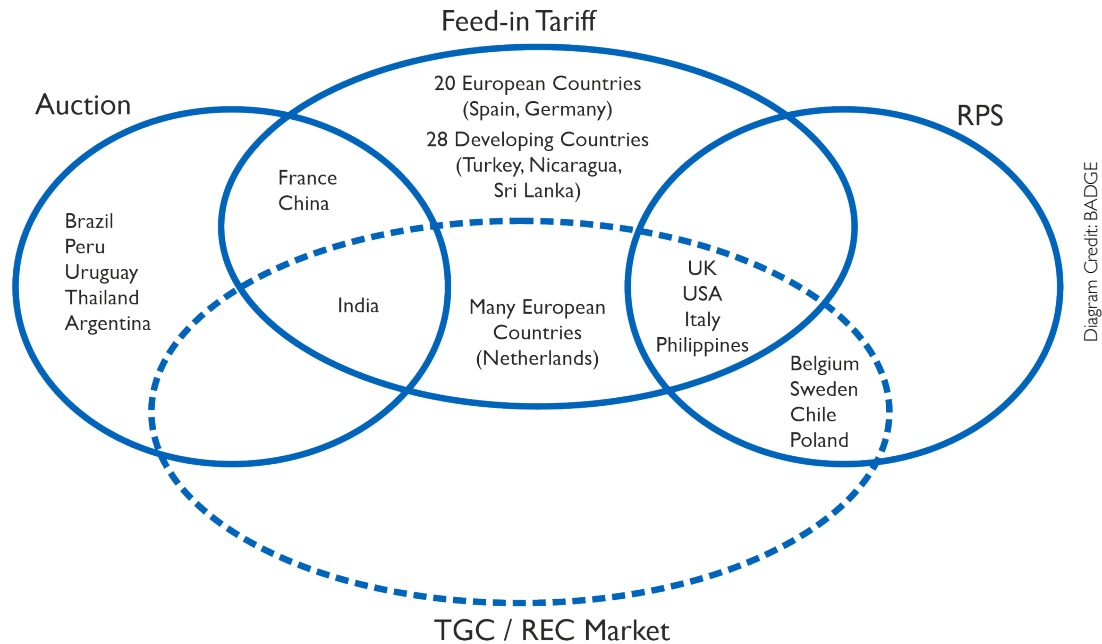 Feed-in Tariff
20 European Countries
(Spain, Germany)
28 Developing Countries
(Turkey, Nicaragua,
Sri Lanka)
Auction
RPS
France
China
Brazil
Peru
Uruguay
Thailand
Argentina
India
Many European
Countries
(Netherlands)
UK
USA
Italy
Philippines
Belgium
Sweden
Chile
Poland
TGC / REC Market
Diagram Credit: BADGE